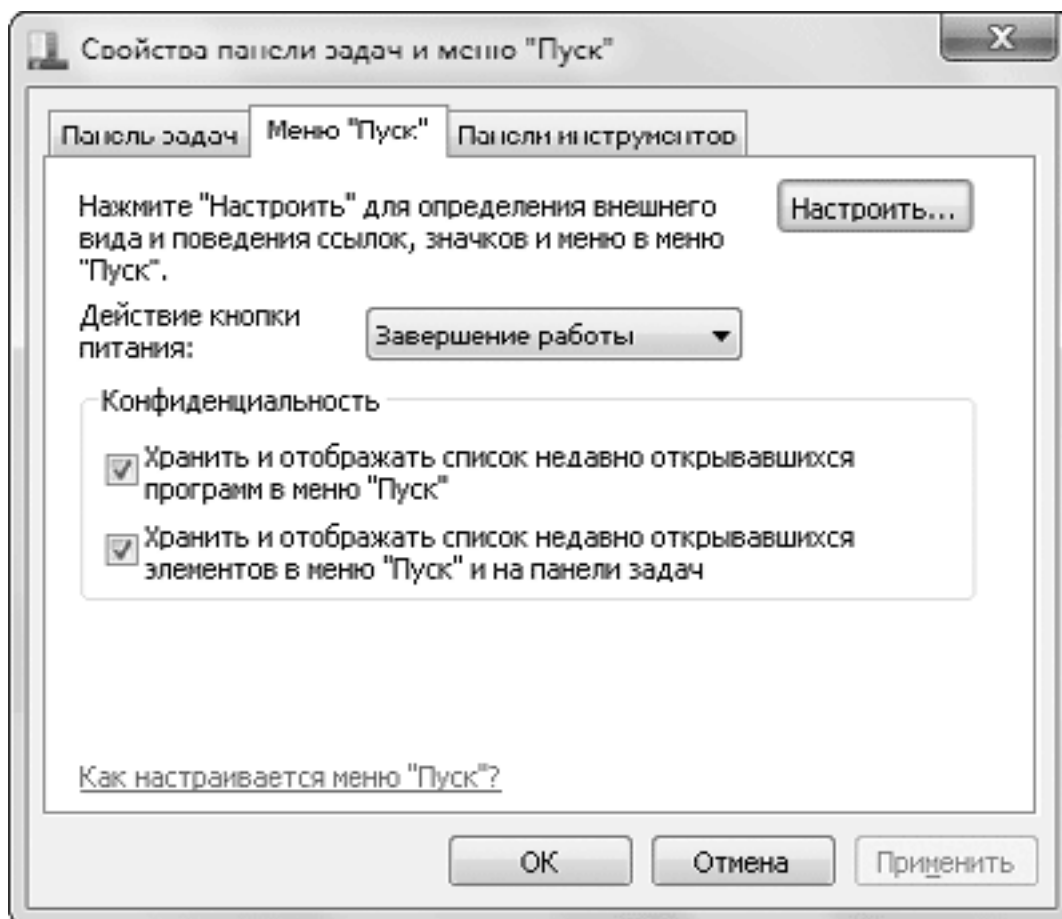 Свойства панели задач и меню "Пуск"
Панель задач Меню "Пуск" Панели инструментов
Нажмите "Настроить" для определения внешнего
вида и поведения ссылок, значков и меню в меню
"Пуск".
Настроить...
Действие кнопки
питания:
Завершение работы
Конфиденциальность
Хранить и отображать список недавно открывавшихся
программ в меню "Пуск"
Хранить и отображать список недавно открывавшихся
элементов в меню "Пуск" и на панели задач
Как настраивается меню "Пуск"?
ОК Отмена Применить